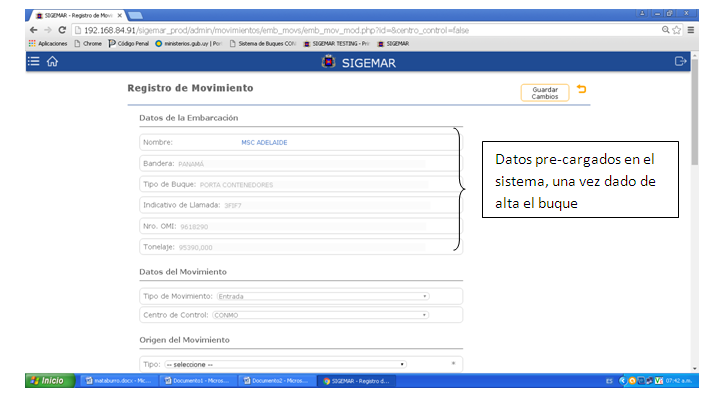 SIGEMAR - Registro de Movi
192.168.84.91/sigemar_prod/admin/movimientos/emb_movs/emb_mov_mod.php?id=&centro_control=false
Aplicaciones Chrome Código Penal ministerios.gub.uy | Por Sistema de Buques CON SIGEMAR TESTING - Pri SIGEMAR
SIGEMAR
Registro de Movimiento
Guardar
Cambios
Datos de la Embarcación
Nombre: MSC ADELAIDE
Bandera: PANAMÁ
Tipo de Buque: PORTA CONTENEDORES
Indicativo de Llamada: 3FIF7
Nro. OMI: 9618290
Tonelaje: 95390,000
Datos pre-cargados en el
sistema, una vez dado de
alta el buque
Datos del Movimiento
Tipo de Movimiento: Entrada
Centro de Control: CONMO
Origen del Movimiento
Tipo: -- seleccione -- *
Inicio mataburro.docx - Mic... Documento1 - Micros... Documento2 - Micros... SIGEMAR - Registro d... ES 07:42 a.m.